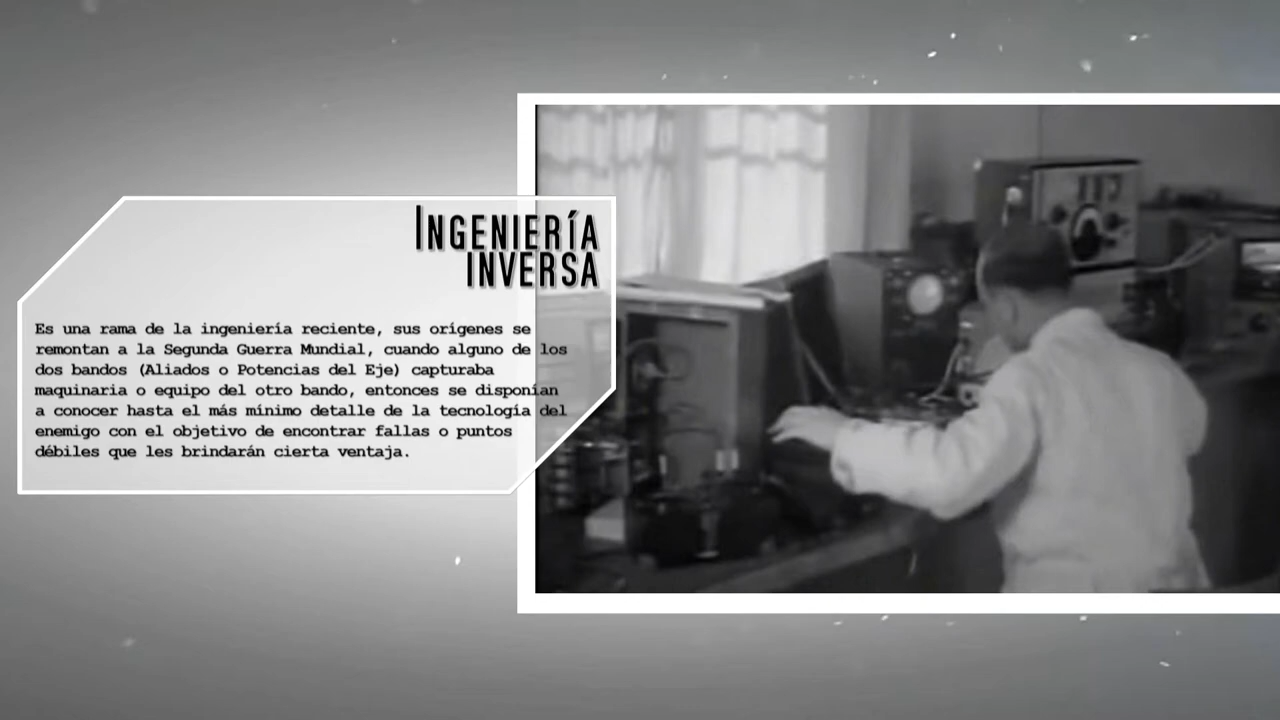 INGENIERÍA
INVERSA
Es una rama de la ingeniería reciente, sus orígenes se
remontan a la Segunda Guerra Mundial, cuando alguno de los
dos bandos (Aliados o Potencias del Eje) capturaba
maquinaria o equipo del otro bando, entonces se disponían
a conocer hasta el más mínimo detalle de la tecnología del
enemigo con el objetivo de encontrar fallas o puntos
débiles que les brindarán cierta ventaja.